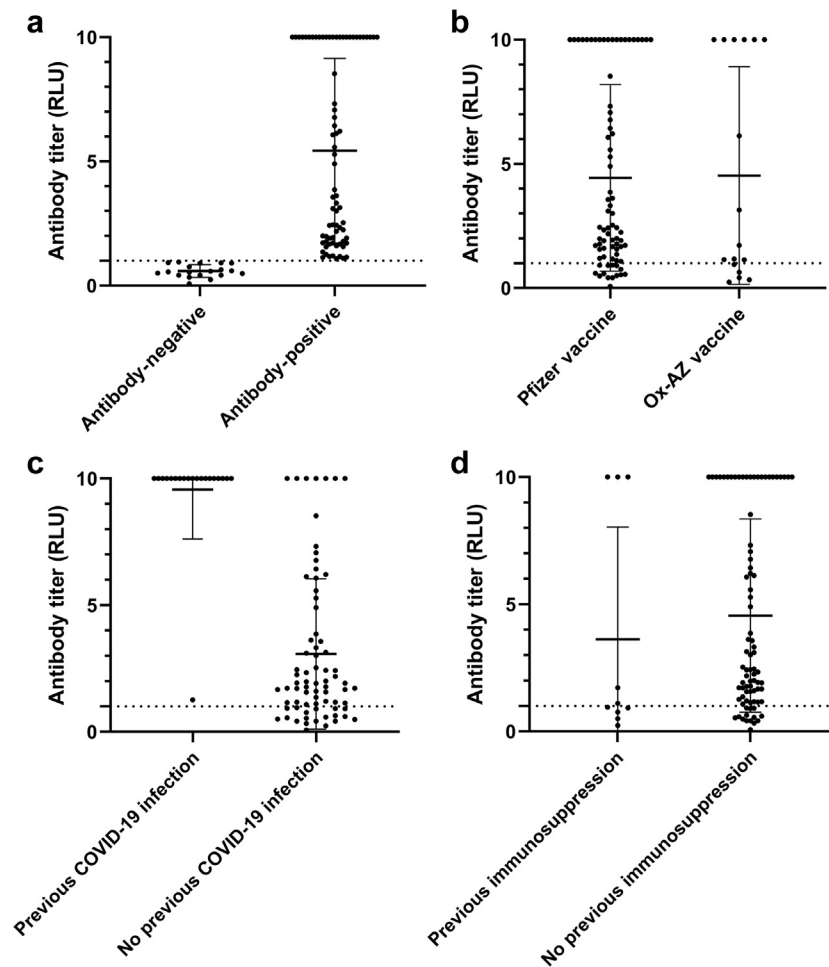 a
Antibody titer (RLU)
10
5
0
Antibody-negative
Antibody-positive
b
Antibody titer (RLU)
10
5
0
Pfizer vaccine
Ox-AZ vaccine
c
Antibody titer (RLU)
10
5
0
Previous COVID-19 infection
No previous COVID-19 infection
d
Antibody titer (RLU)
10
5
0
Previous immunosuppression
No previous immunosuppression